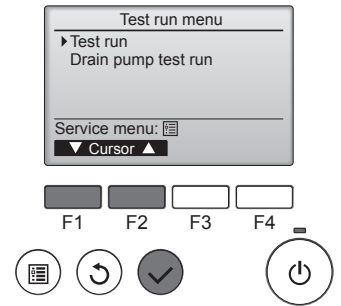 Test run menu
Test run
Drain pump test run
Service menu:
▼ Cursor ▲
F1 F2 F3 F4